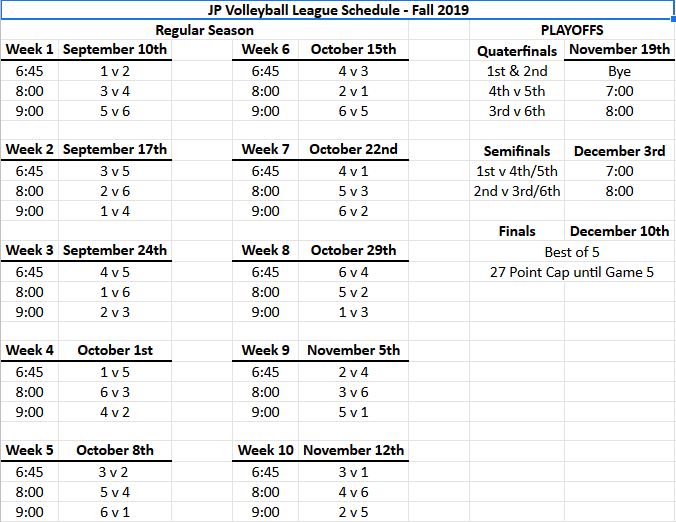 JP Volleyball League Schedule - Fall 2019
Regular Season
Week 1 September 10th
6:45 1 v 2
8:00 3 v 4
9:00 5 v 6
Week 2 September 17th
6:45 3 v 5
8:00 2 v 6
9:00 1 v 4
Week 3 September 24th
6:45 4 v 5
8:00 1 v 6
9:00 2 v 3
Week 4 October 1st
6:45 1 v 5
8:00 6 v 3
9:00 4 v 2
Week 5 October 8th
6:45 3 v 2
8:00 5 v 4
9:00 6 v 1
Week 6 October 15th
6:45 4 v 3
8:00 2 v 1
9:00 6 v 5
Week 7 October 22nd
6:45 4 v 1
8:00 5 v 3
9:00 6 v 2
Week 8 October 29th
6:45 6 v 4
8:00 5 v 2
9:00 1 v 3
Week 9 November 5th
6:45 2 v 4
8:00 3 v 6
9:00 5 v 1
Week 10 November 12th
6:45 3 v 1
8:00 4 v 6
9:00 2 v 5
PLAYOFFS
Quaterfinals November 19th
1st & 2nd Bye
4th v 5th 7:00
3rd v 6th 8:00
Semifinals December 3rd
1st v 4th/5th 7:00
2nd v 3rd/6th 8:00
Finals December 10th
Best of 5
27 Point Cap until Game 5